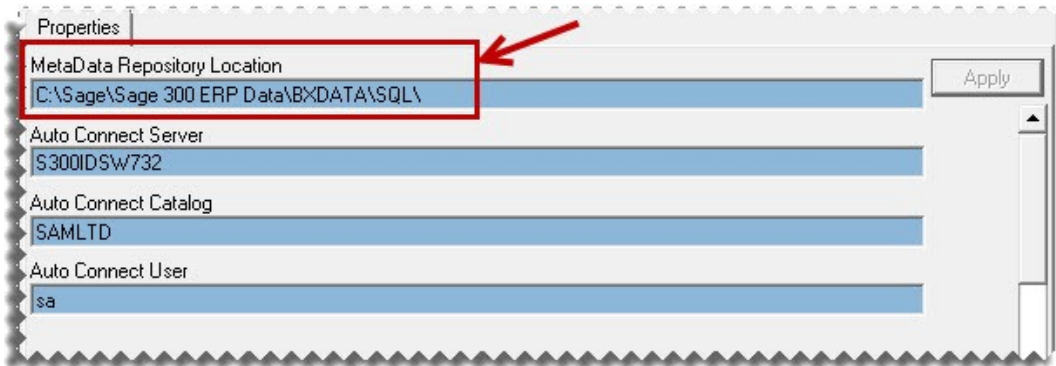 Properties
MetaData Repository Location
Apply
C:\Sage\Sage 300 ERP Data\BXDATA\SQL\
Auto Connect Server
S300IDSW732
Auto Connect Catalog
SAMLTD
Auto Connect User
sa